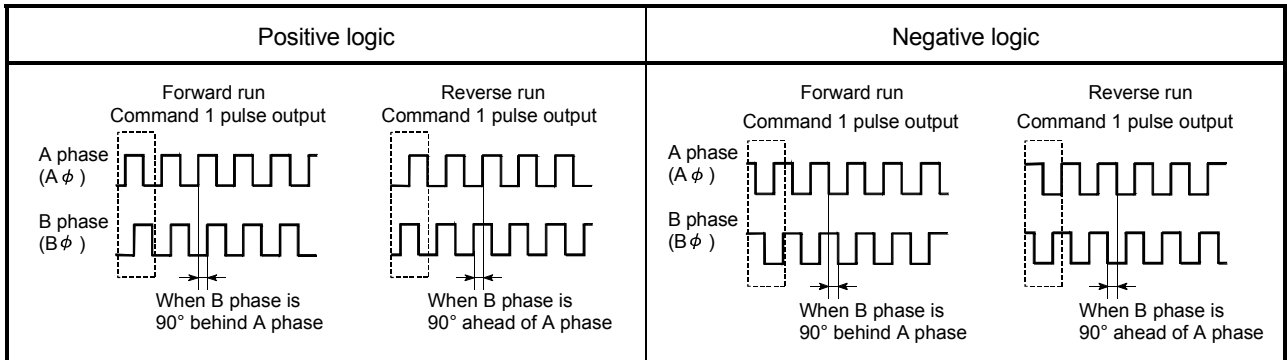 Positive logic
Negative logic
Forward run
Command 1 pulse output
Reverse run
Command 1 pulse output
A phase
(Aϕ)
B phase
(Bϕ)
When B phase is
90° behind A phase
When B phase is
90° ahead of A phase
Forward run
Command 1 pulse output
Reverse run
Command 1 pulse output
A phase
(Aϕ)
B phase
(Bϕ)
When B phase is
90° behind A phase
When B phase is
90° ahead of A phase